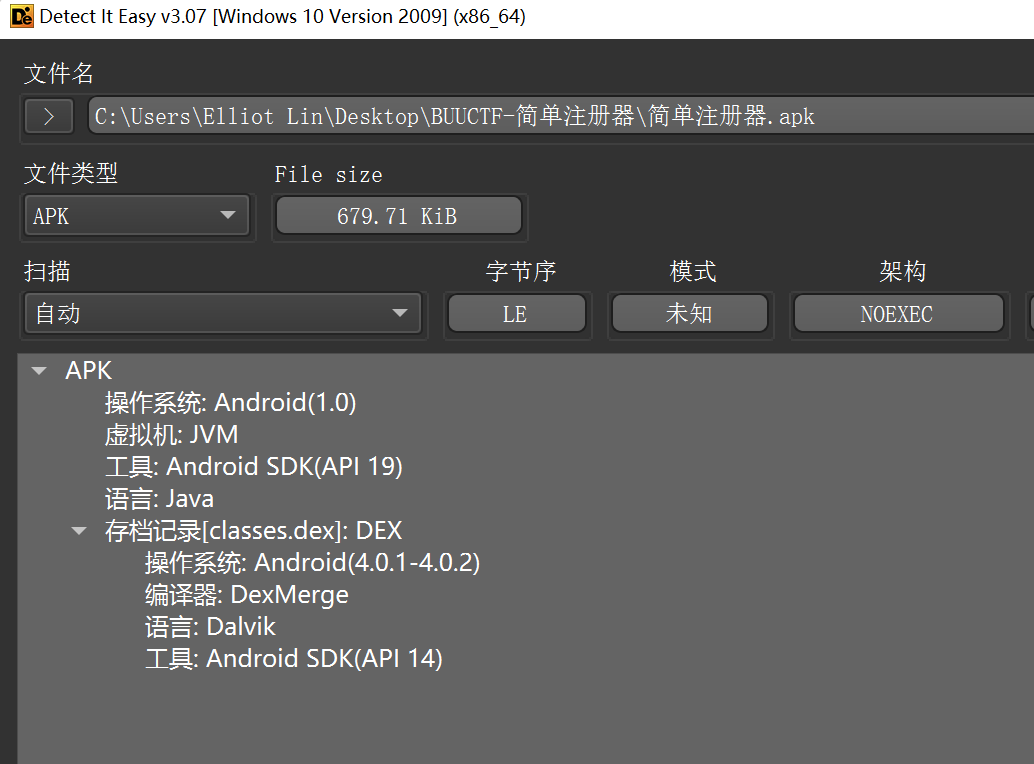 Detect It Easy v3.07 [Windows 10 Version 2009] (x86_64)
文件名
C:\Users\Elliot Lin\Desktop\BUUCTF-简单注册器\简单注册器.apk
文件类型 File size
APK 679.71 KiB
扫描 字节序 模式 架构
自动 LE 未知 NOEXEC
APK
操作系统: Android(1.0)
虚拟机: JVM
工具: Android SDK(API 19)
语言: Java
存档记录[classes.dex]: DEX
操作系统: Android(4.0.1-4.0.2)
编译器: DexMerge
语言: Dalvik
工具: Android SDK(API 14)